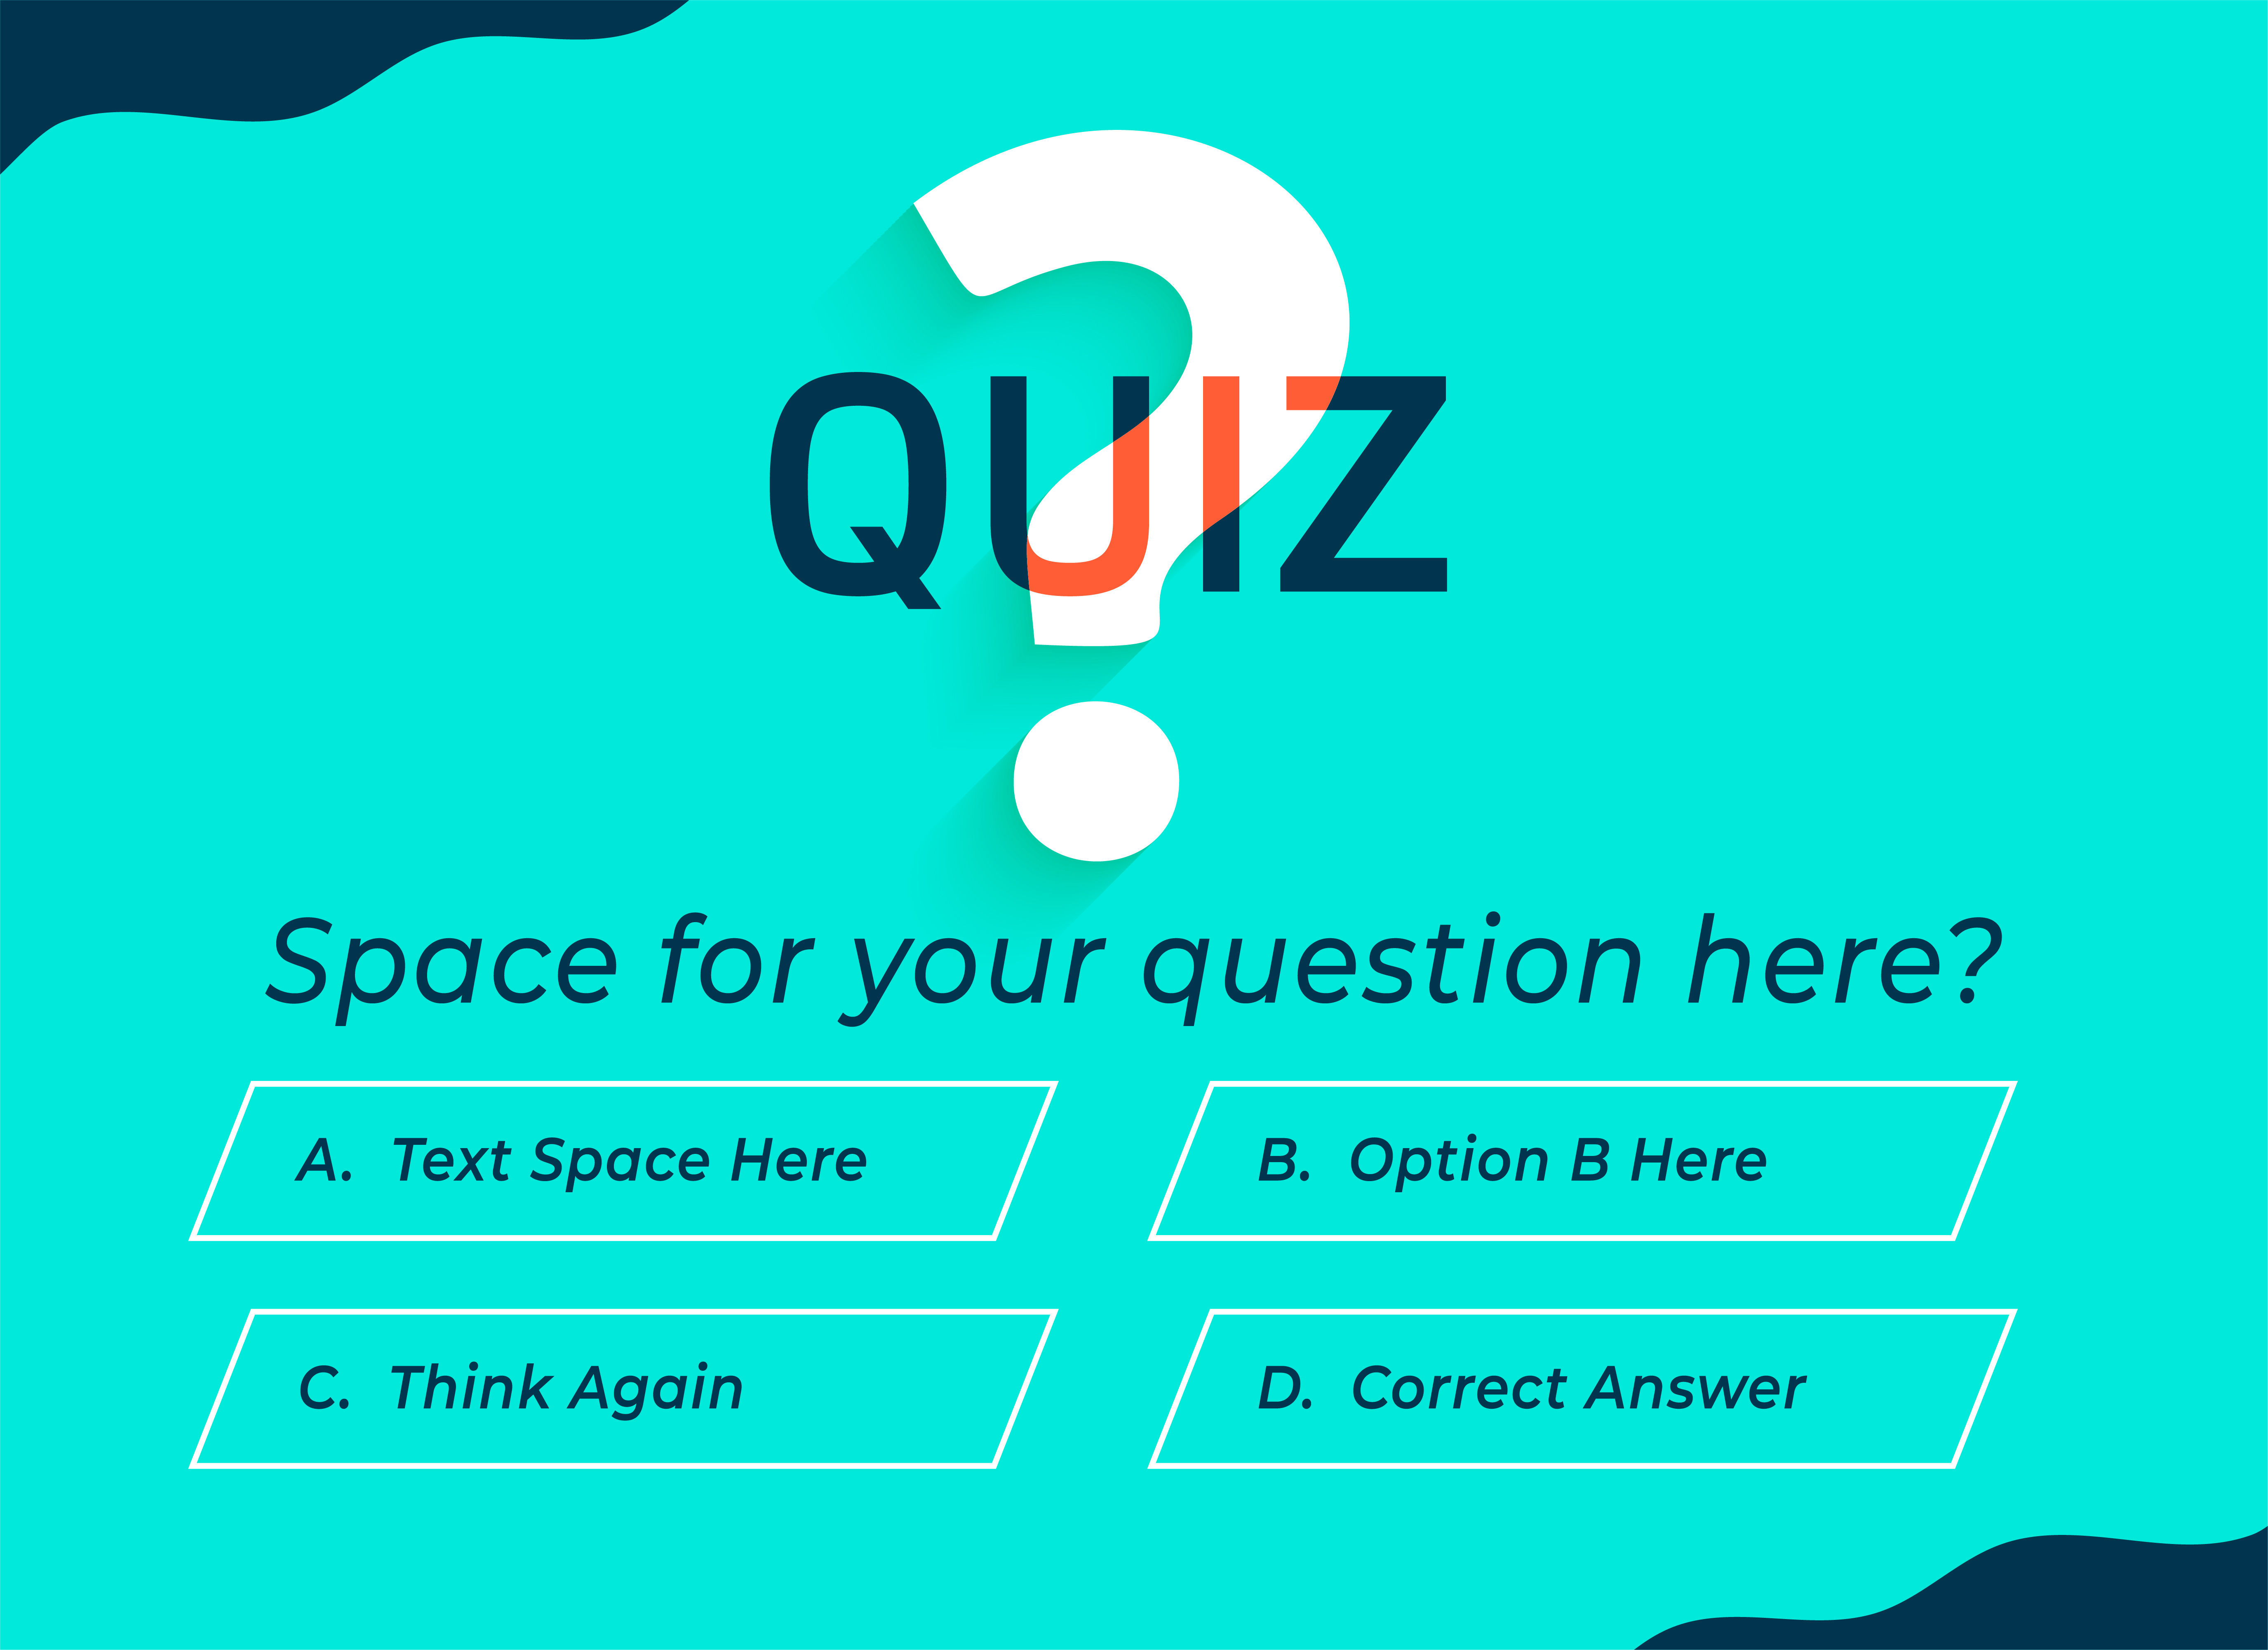 QUIZ
Space for your question here?
A. Text Space Here
B. Option B Here
C. Think Again
D. Correct Answer